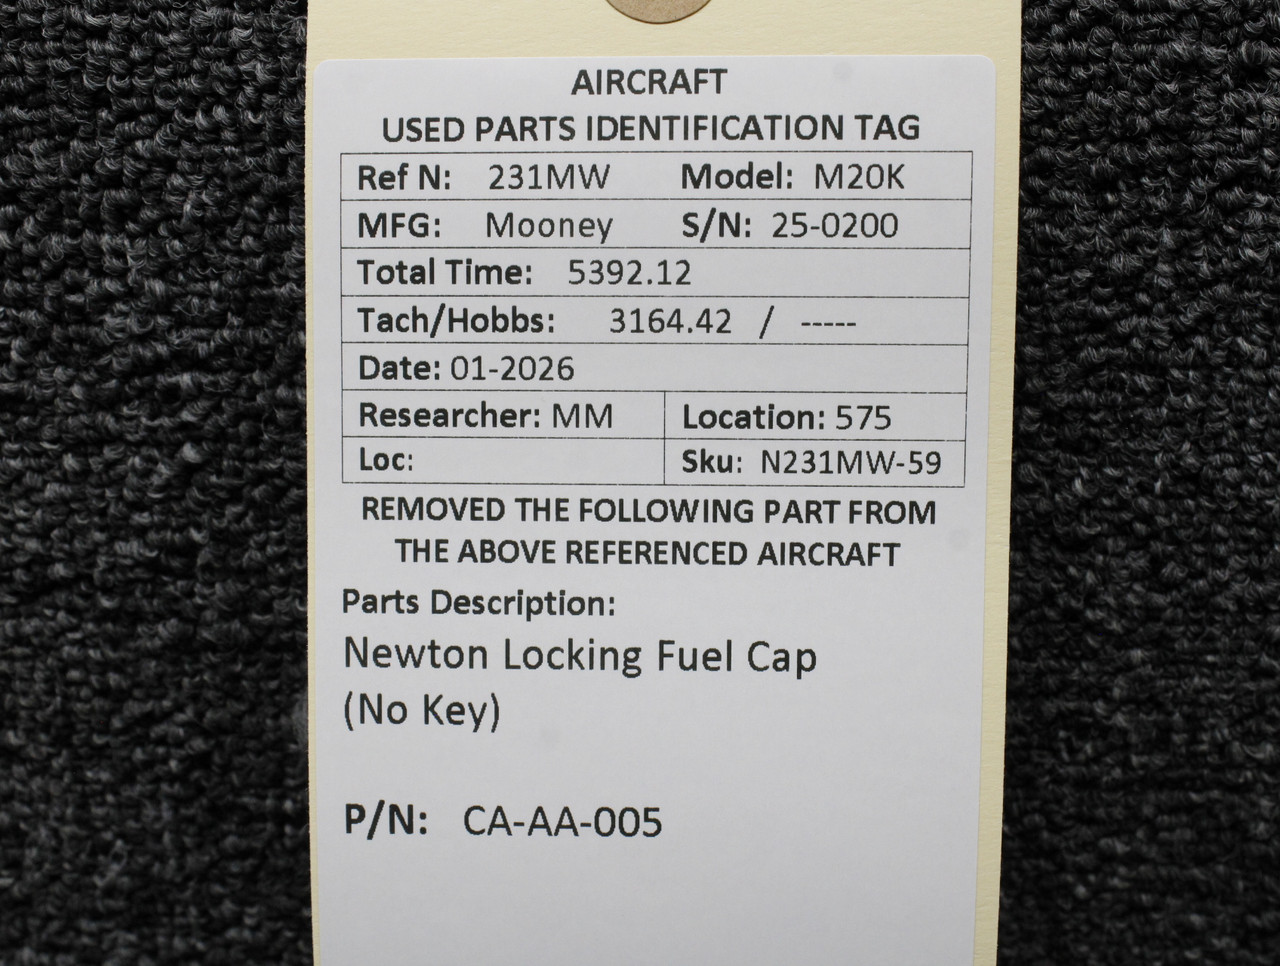 AIRCRAFT
USED PARTS IDENTIFICATION TAG
Ref N: 231MW Model: M20K
MFG: Mooney S/N: 25-0200
Total Time: 5392.12
Tach/Hobbs: 3164.42 / -----
Date: 01-2026
Researcher: MM Location: 575
Loc: Sku: N231MW-59
REMOVED THE FOLLOWING PART FROM
THE ABOVE REFERENCED AIRCRAFT
Parts Description:
Newton Locking Fuel Cap
(No Key)
P/N: CA-AA-005